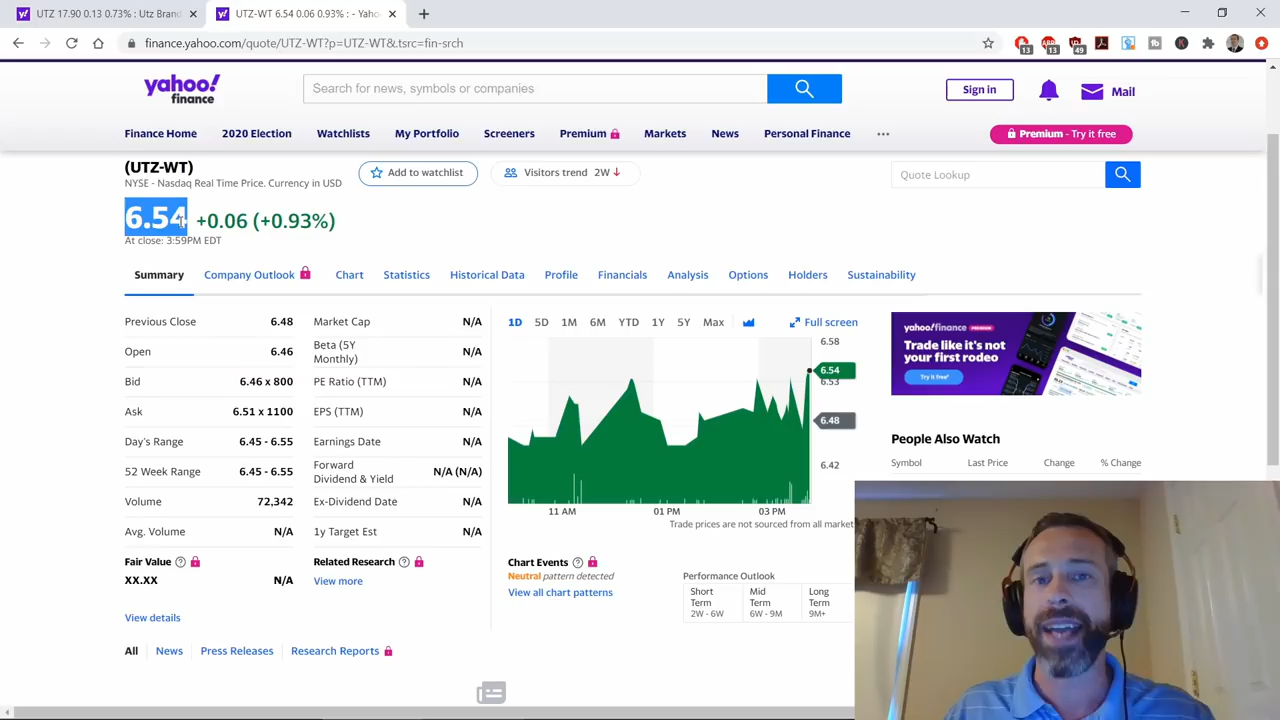 UTZ 17.90 0.13 0.73% : Utz Brand
UTZ-WT 6.54 0.06 0.93% : - Yaho
finance.yahoo.com/quote/UTZ-WT?p=UTZ-WT&.tsrc=fin-srch
13
13
49
yahoo!
finance
Search for news, symbols or companies
Sign in
Mail
Finance Home
2020 Election
Watchlists
My Portfolio
Screeners
Premium
Markets
News
Personal Finance
Premium - Try it free
(UTZ-WT)
NYSE - Nasdaq Real Time Price. Currency in USD
Add to watchlist
Visitors trend 2W
Quote Lookup
6.54 +0.06 (+0.93%)
At close: 3:59PM EDT
Summary
Company Outlook
Chart
Statistics
Historical Data
Profile
Financials
Analysis
Options
Holders
Sustainability
Previous Close 6.48
Open 6.46
Bid 6.46 x 800
Ask 6.51 x 1100
Day's Range 6.45 - 6.55
52 Week Range 6.45 - 6.55
Volume 72,342
Avg. Volume N/A
Market Cap N/A
Beta (5Y
Monthly) N/A
PE Ratio (TTM) N/A
EPS (TTM) N/A
Earnings Date N/A
Forward
Dividend & Yield N/A (N/A)
Ex-Dividend Date N/A
1y Target Est N/A
Fair Value
XX.XX N/A
View details
Related Research
View more
1D 5D 1M 6M YTD 1Y 5Y Max
Full screen
6.58
6.54
6.53
6.48
6.42
11 AM 01 PM 03 PM
Trade prices are not sourced from all market
Chart Events
Neutral pattern detected
View all chart patterns
Performance Outlook
Short
Term
2W - 6W
Mid
Term
6W - 9M
Long
Term
9M+
yahoo!finance PREMIUM
Trade like it's not
your first rodeo
Try it free
People Also Watch
Symbol Last Price Change % Change
All
News
Press Releases
Research Reports